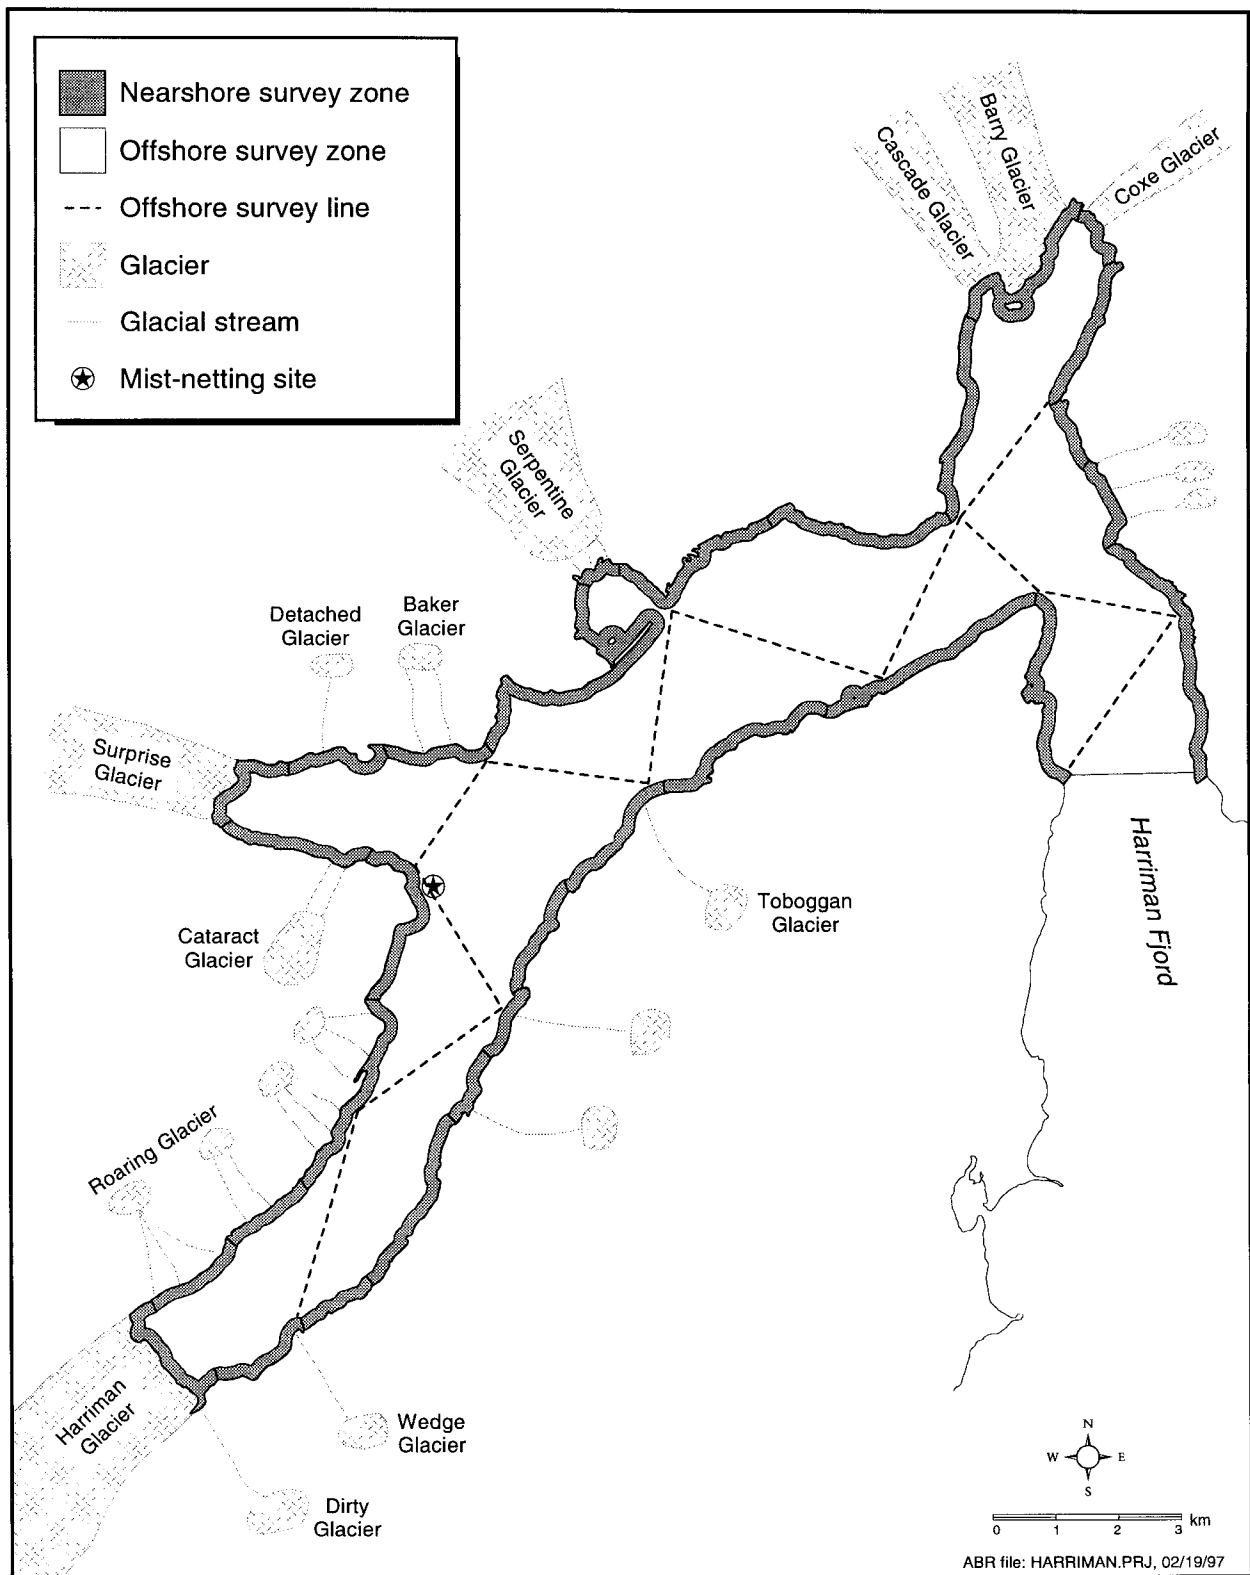 Nearshore survey zone
Offshore survey zone
Offshore survey line
Glacier
Glacial stream
Mist-netting site
Cascade Glacier
Barry Glacier
Coxe Glacier
Serpentine
Glacier
Detached
Glacier
Baker
Glacier
Surprise
Glacier
Cataract
Glacier
Toboggan
Glacier
Harriman Fjord
Roaring Glacier
Harriman
Glacier
Wedge
Glacier
Dirty
Glacier
N
W E
S
0 1 2 3 km
ABR file: HARRIMAN.PRJ, 02/19/97